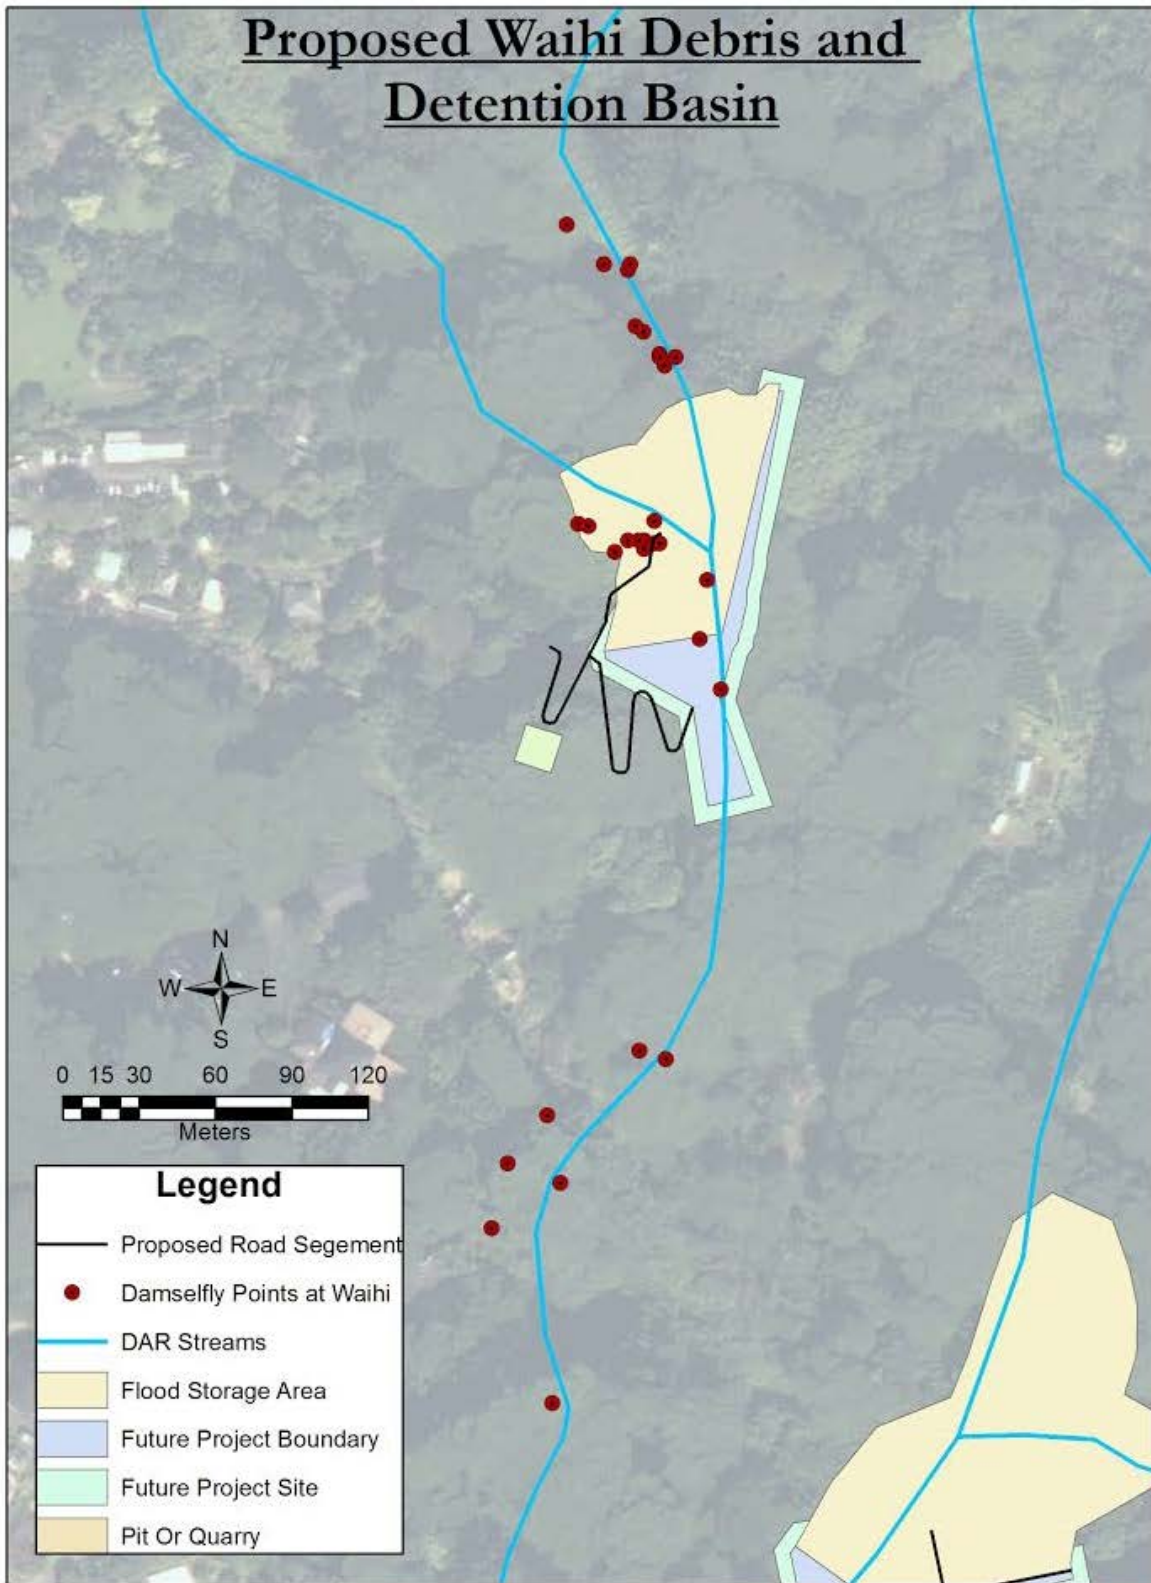 Proposed Waihi Debris and
Detention Basin
N
W E
S
0 15 30 60 90 120
Meters
Legend
Proposed Road Segement
Damselfly Points at Waihi
DAR Streams
Flood Storage Area
Future Project Boundary
Future Project Site
Pit Or Quarry